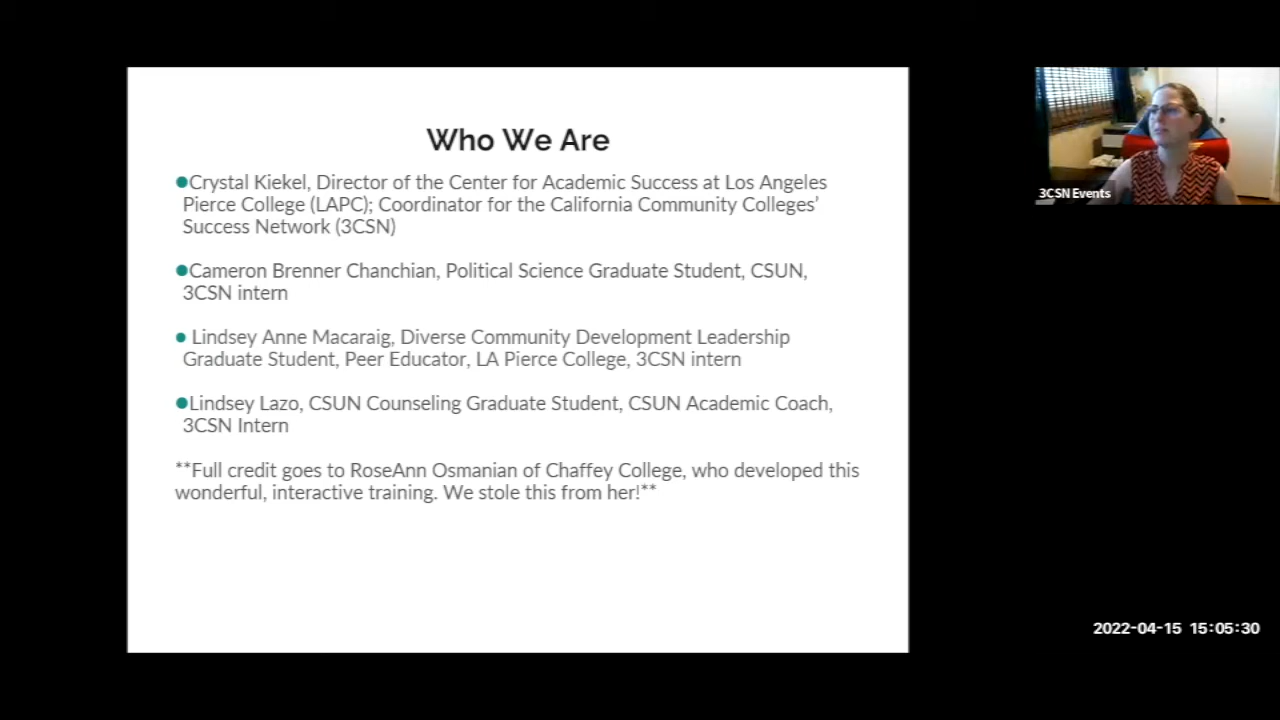 Who We Are
●Crystal Kiekel, Director of the Center for Academic Success at Los Angeles
Pierce College (LAPC); Coordinator for the California Community Colleges’
Success Network (3CSN)
●Cameron Brenner Chanchian, Political Science Graduate Student, CSUN,
3CSN intern
● Lindsey Anne Macaraig, Diverse Community Development Leadership
Graduate Student, Peer Educator, LA Pierce College, 3CSN intern
●Lindsey Lazo, CSUN Counseling Graduate Student, CSUN Academic Coach,
3CSN Intern
**Full credit goes to RoseAnn Osmanian of Chaffey College, who developed this
wonderful, interactive training. We stole this from her!**
3CSN Events
2022-04-15 15:05:30